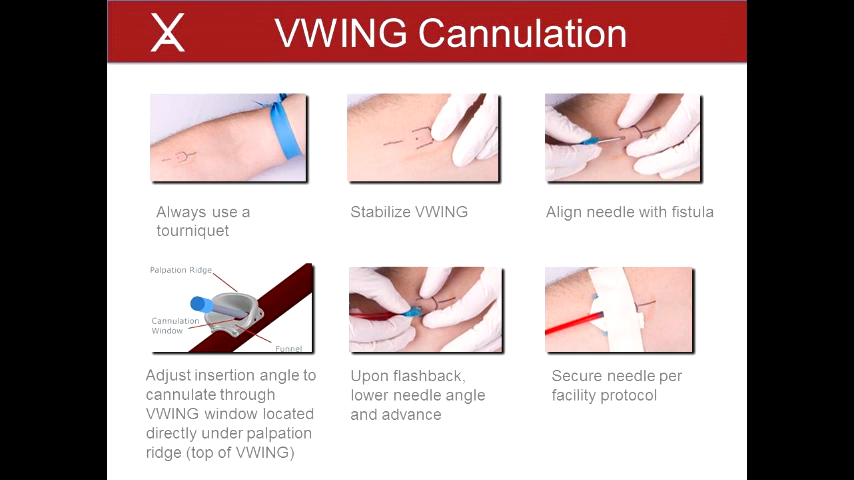 VWING Cannulation
Always use a
tourniquet
Stabilize VWING
Align needle with fistula
Palpation Ridge
Cannulation
Window
Funnel
Adjust insertion angle to
cannulate through
VWING window located
directly under palpation
ridge (top of VWING)
Upon flashback,
lower needle angle
and advance
Secure needle per
facility protocol